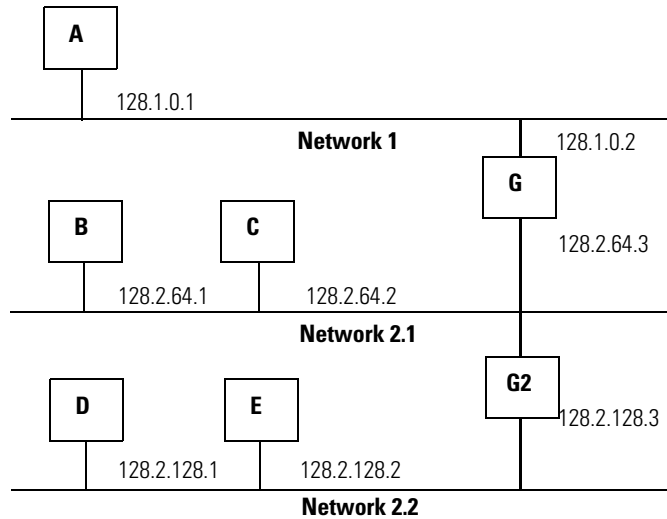 A
128.1.0.1
Network 1
128.1.0.2
G
B
C
128.2.64.3
128.2.64.1
128.2.64.2
Network 2.1
G2
D
E
128.2.128.3
128.2.128.1
128.2.128.2
Network 2.2